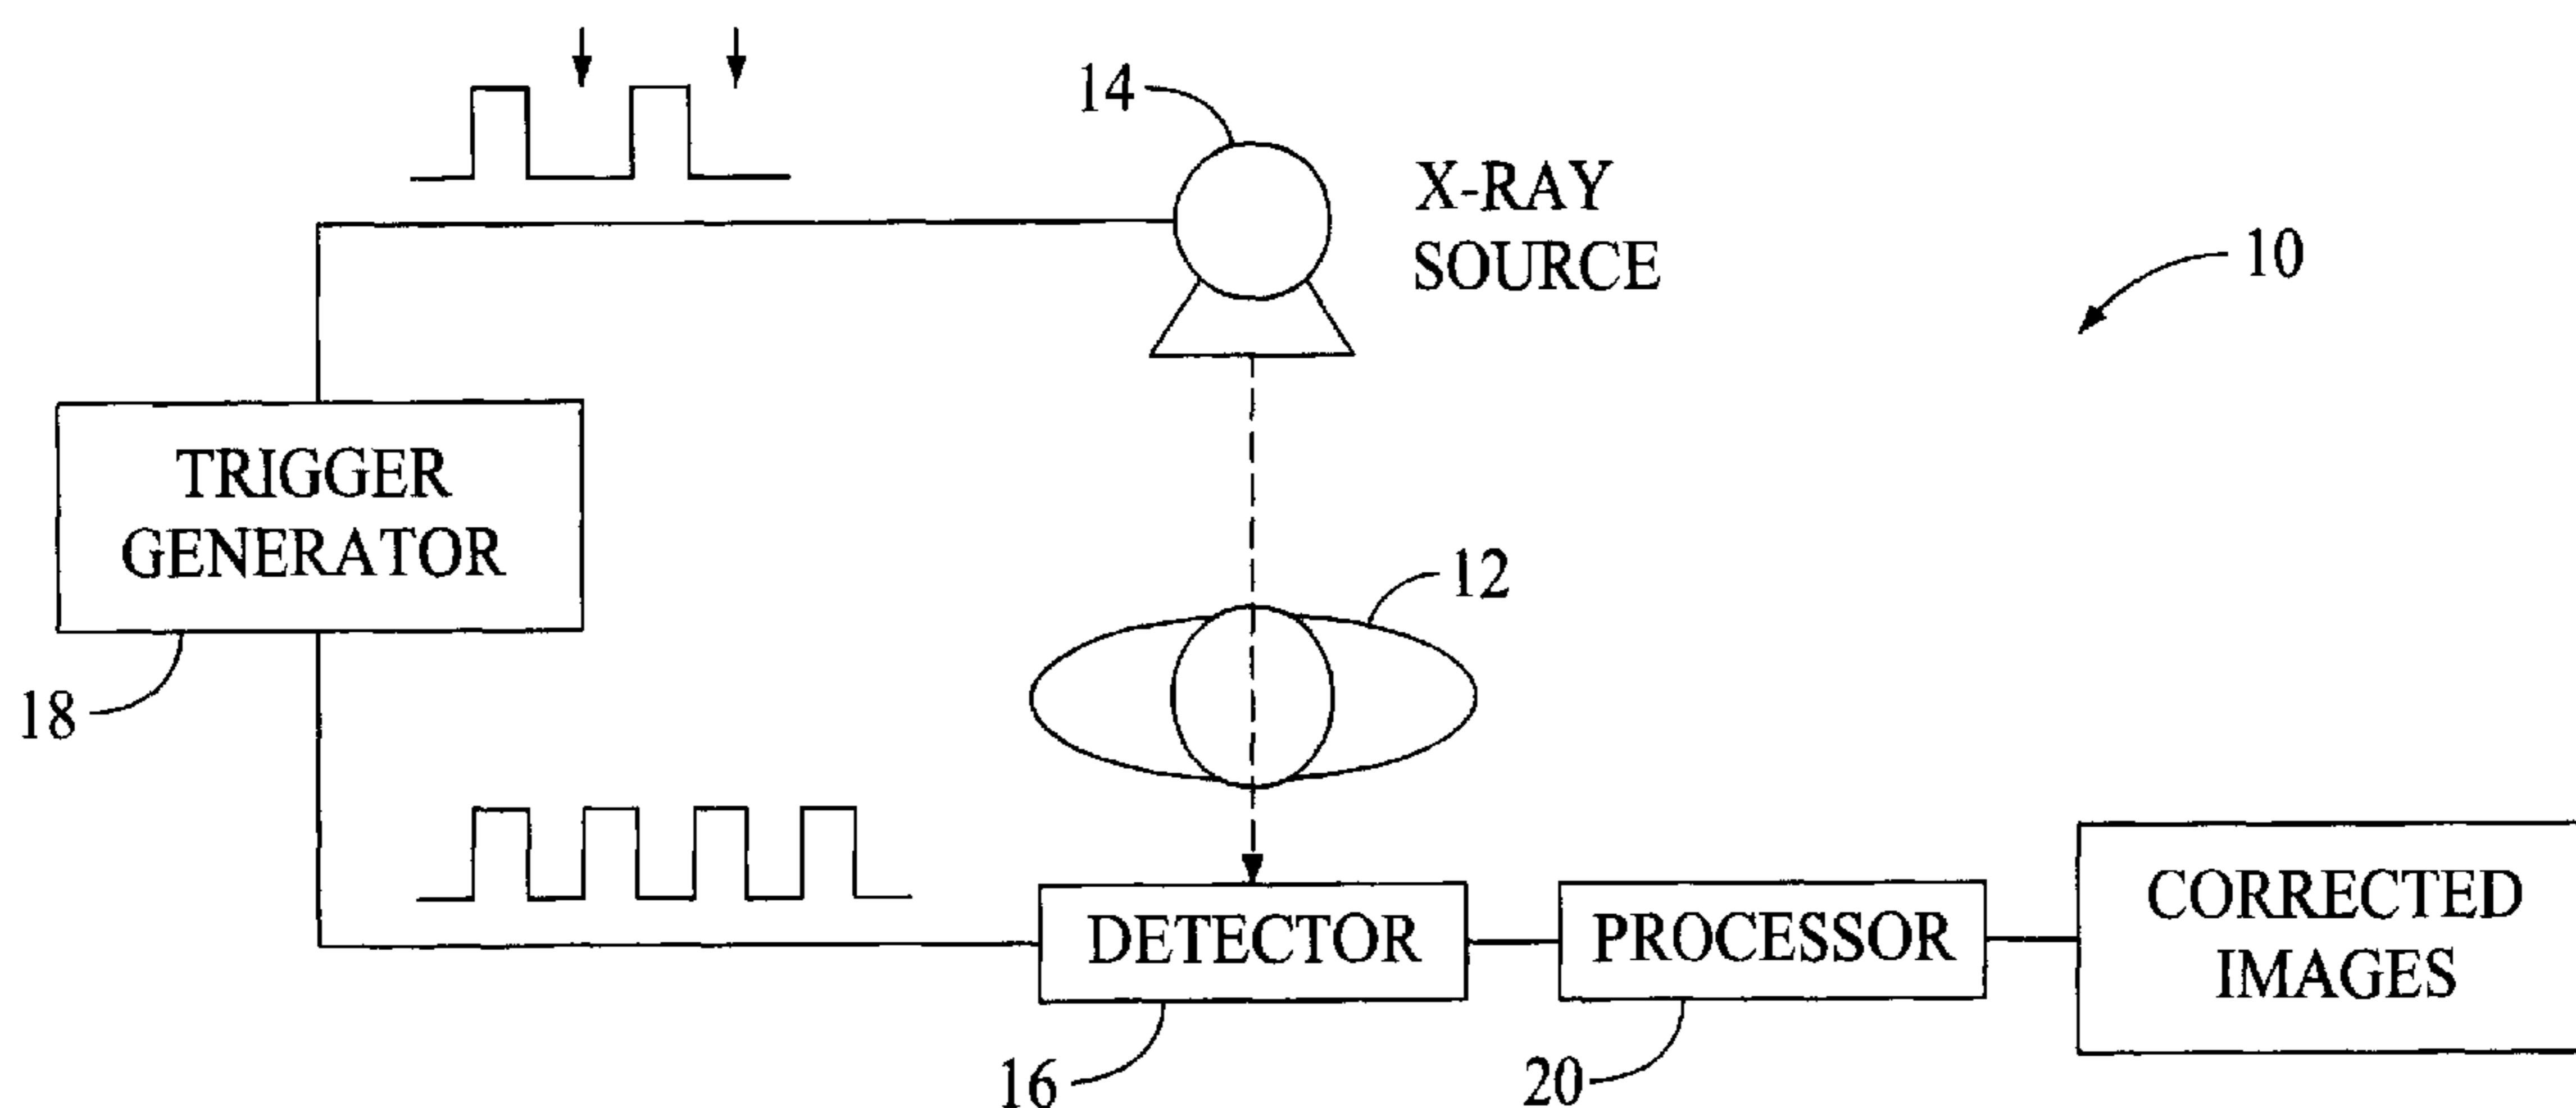 14
X-RAY
SOURCE
10
TRIGGER
GENERATOR
12
18
DETECTOR
PROCESSOR
CORRECTED
IMAGES
16
20